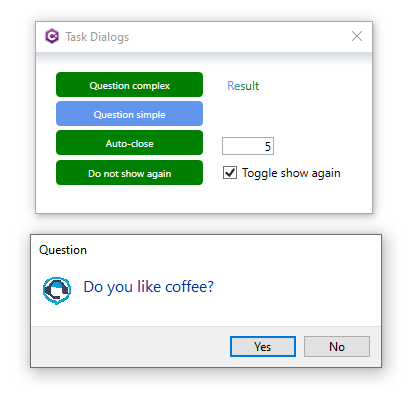 Task Dialogs
Question complex
Result
Question simple
Auto-close
5
Do not show again
Toggle show again
Question
Do you like coffee?
Yes
No